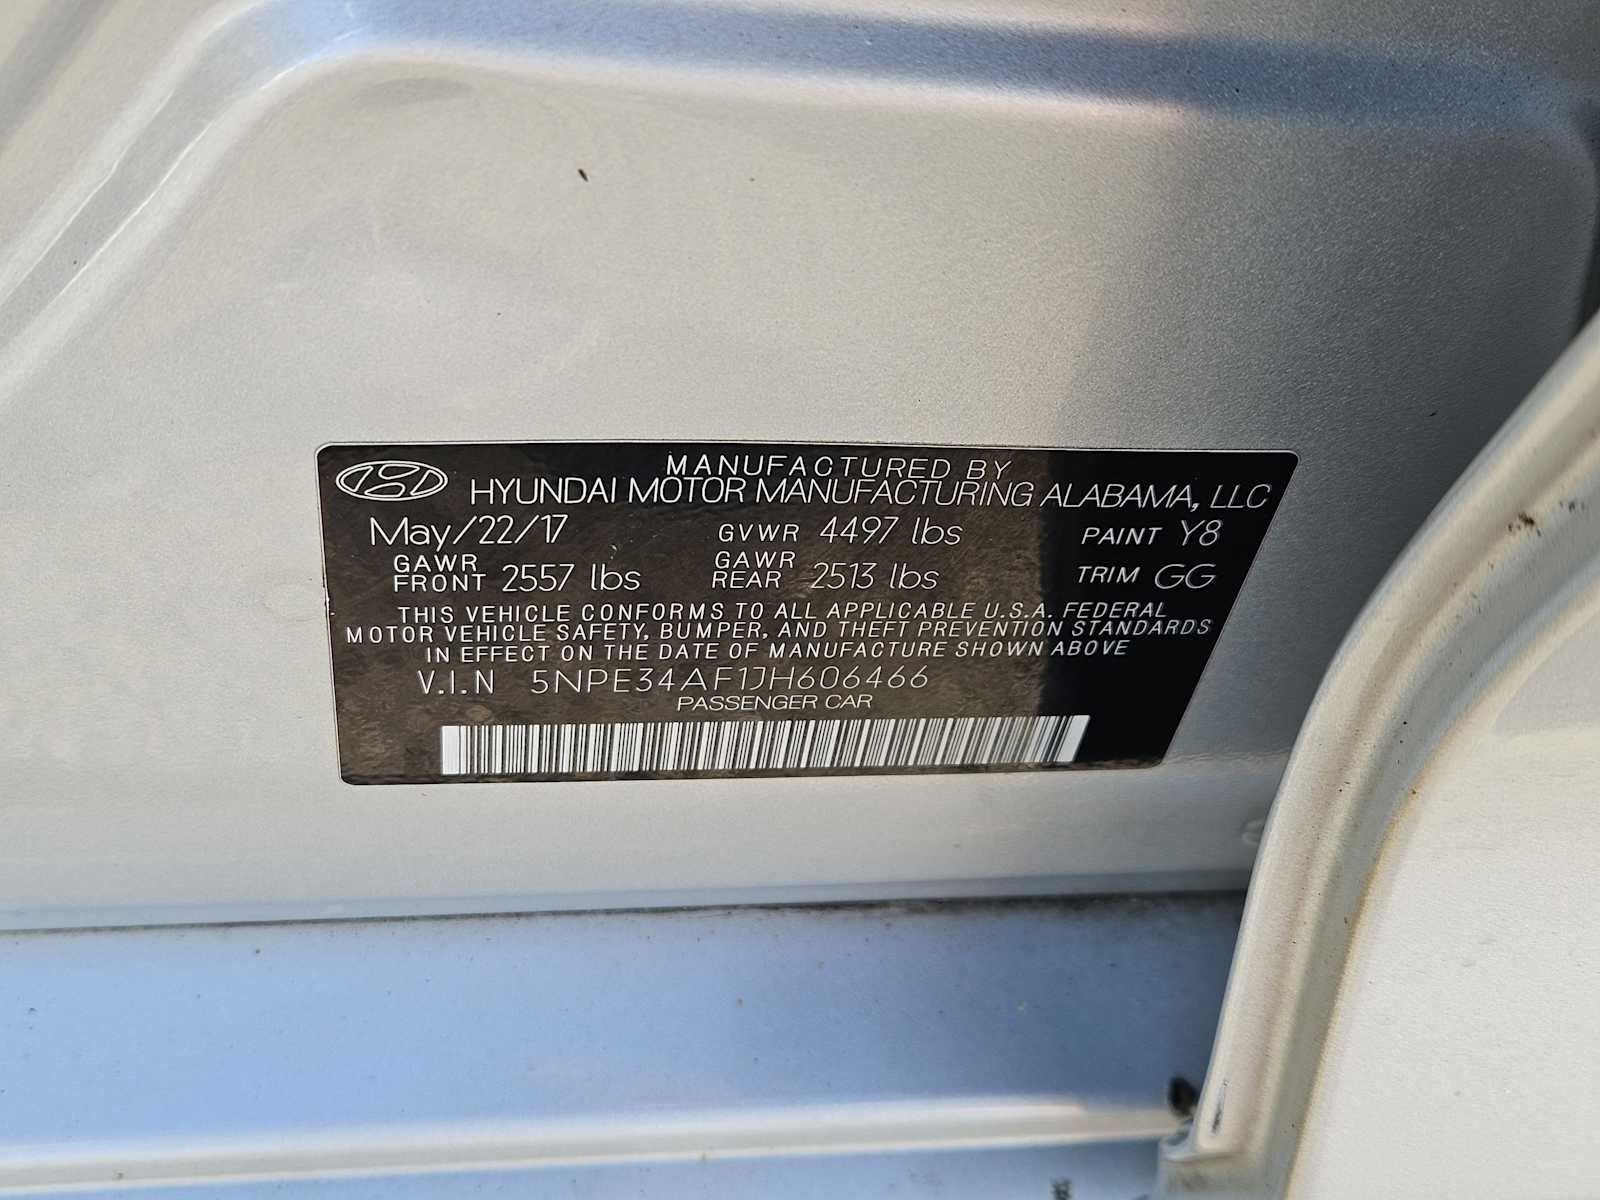 MANUFACTURED BY
HYUNDAI MOTOR MANUFACTURING ALABAMA, LLC
May/22/17 GVWR 4497 lbs PAINT Y8
GAWR FRONT 2557 lbs GAWR REAR 2513 lbs TRIM GG
THIS VEHICLE CONFORMS TO ALL APPLICABLE U.S.A. FEDERAL
MOTOR VEHICLE SAFETY, BUMPER, AND THEFT PREVENTION STANDARDS
IN EFFECT ON THE DATE OF MANUFACTURE SHOWN ABOVE
V.I.N 5NPE34AF1JH606466
PASSENGER CAR